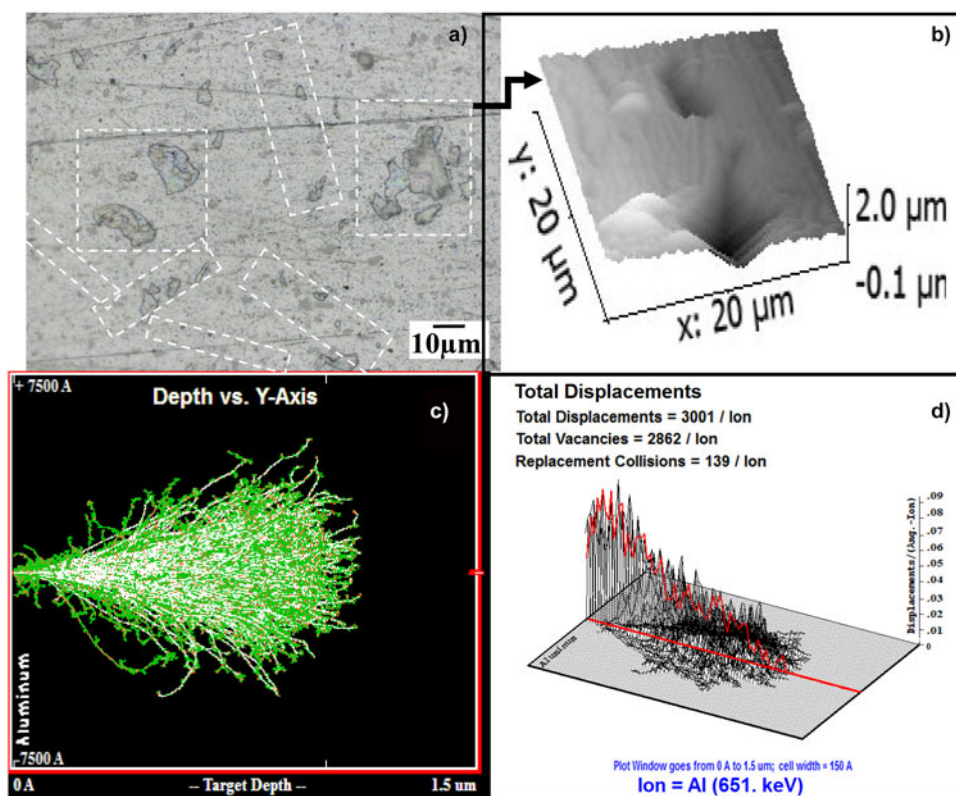 a)
10µm
b)
y: 20 µm
x: 20 µm
2.0 µm
-0.1 µm
+ 7500 A
Depth vs. Y-Axis
c)
Aluminum
-7500 A
0 A
-- Target Depth --
1.5 um
d)
Total Displacements
Total Displacements = 3001 / Ion
Total Vacancies = 2862 / Ion
Replacement Collisions = 139 / Ion
.09
.08
.07
.06
.05
.04
.03
.02
.01
0
Displacements/(Ang.-Ion)
Aluminum
Plot Window goes from 0 A to 1.5 um; cell width = 150 A
Ion = Al (651. keV)